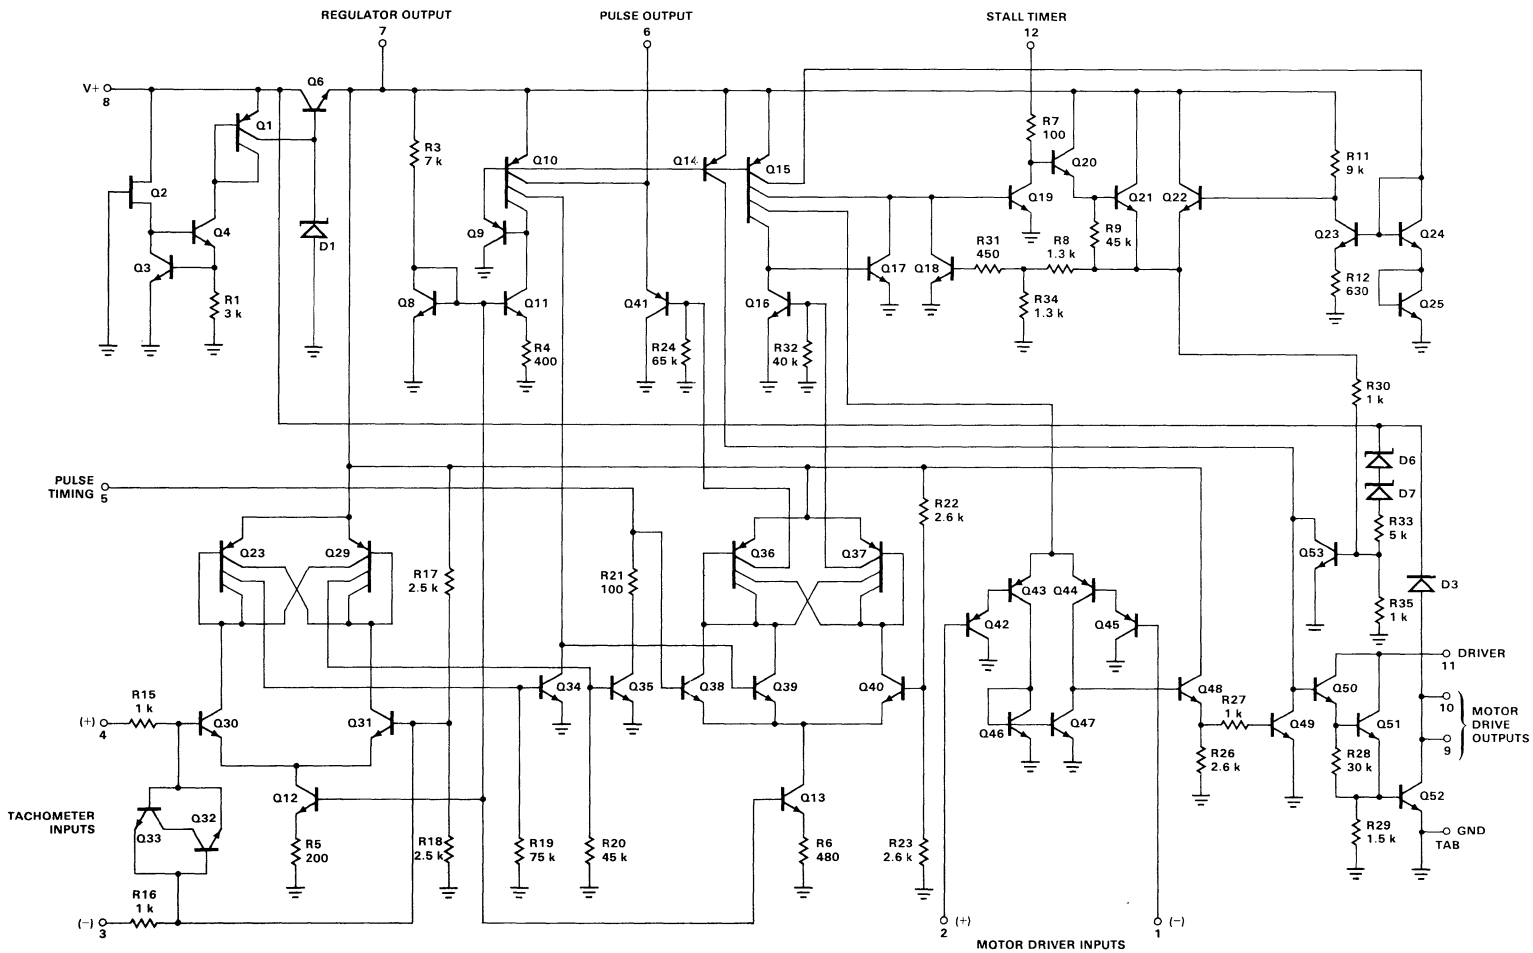 REGULATOR OUTPUT
7
PULSE OUTPUT
6
STALL TIMER
12
V+
8
Q6
Q1
Q2
Q4
Q3
R1
3 k
D1
R3
7 k
Q10
Q9
Q8
Q11
R4
400
Q41
R24
65 k
Q14
Q15
Q16
R32
40 k
Q17
Q18
R7
100
Q20
Q19
R31
450
R8
1.3 k
R9
45 k
R34
1.3 k
Q21
Q22
R11
9 k
Q23
Q24
R12
630
Q25
R30
1 k
PULSE
TIMING
5
Q23
Q29
R17
2.5 k
R21
100
Q36
Q37
R22
2.6 k
Q43
Q44
Q42
Q45
D6
D7
R33
5 k
Q53
D3
R35
1 k
Q34
Q35
Q38
Q39
Q40
Q46
Q47
Q48
R27
1 k
R26
2.6 k
Q49
Q50
Q51
R28
30 k
Q52
R29
1.5 k
DRIVER
11
10
MOTOR
DRIVE
OUTPUTS
9
GND
TAB
R15
1 k
(+)
4
Q30
Q31
Q12
Q13
TACHOMETER
INPUTS
Q33
Q32
R5
200
R18
2.5 k
R19
75 k
R20
45 k
R6
480
R23
2.6 k
R16
1 k
(−)
3
2
(+)
1
(−)
MOTOR DRIVER INPUTS